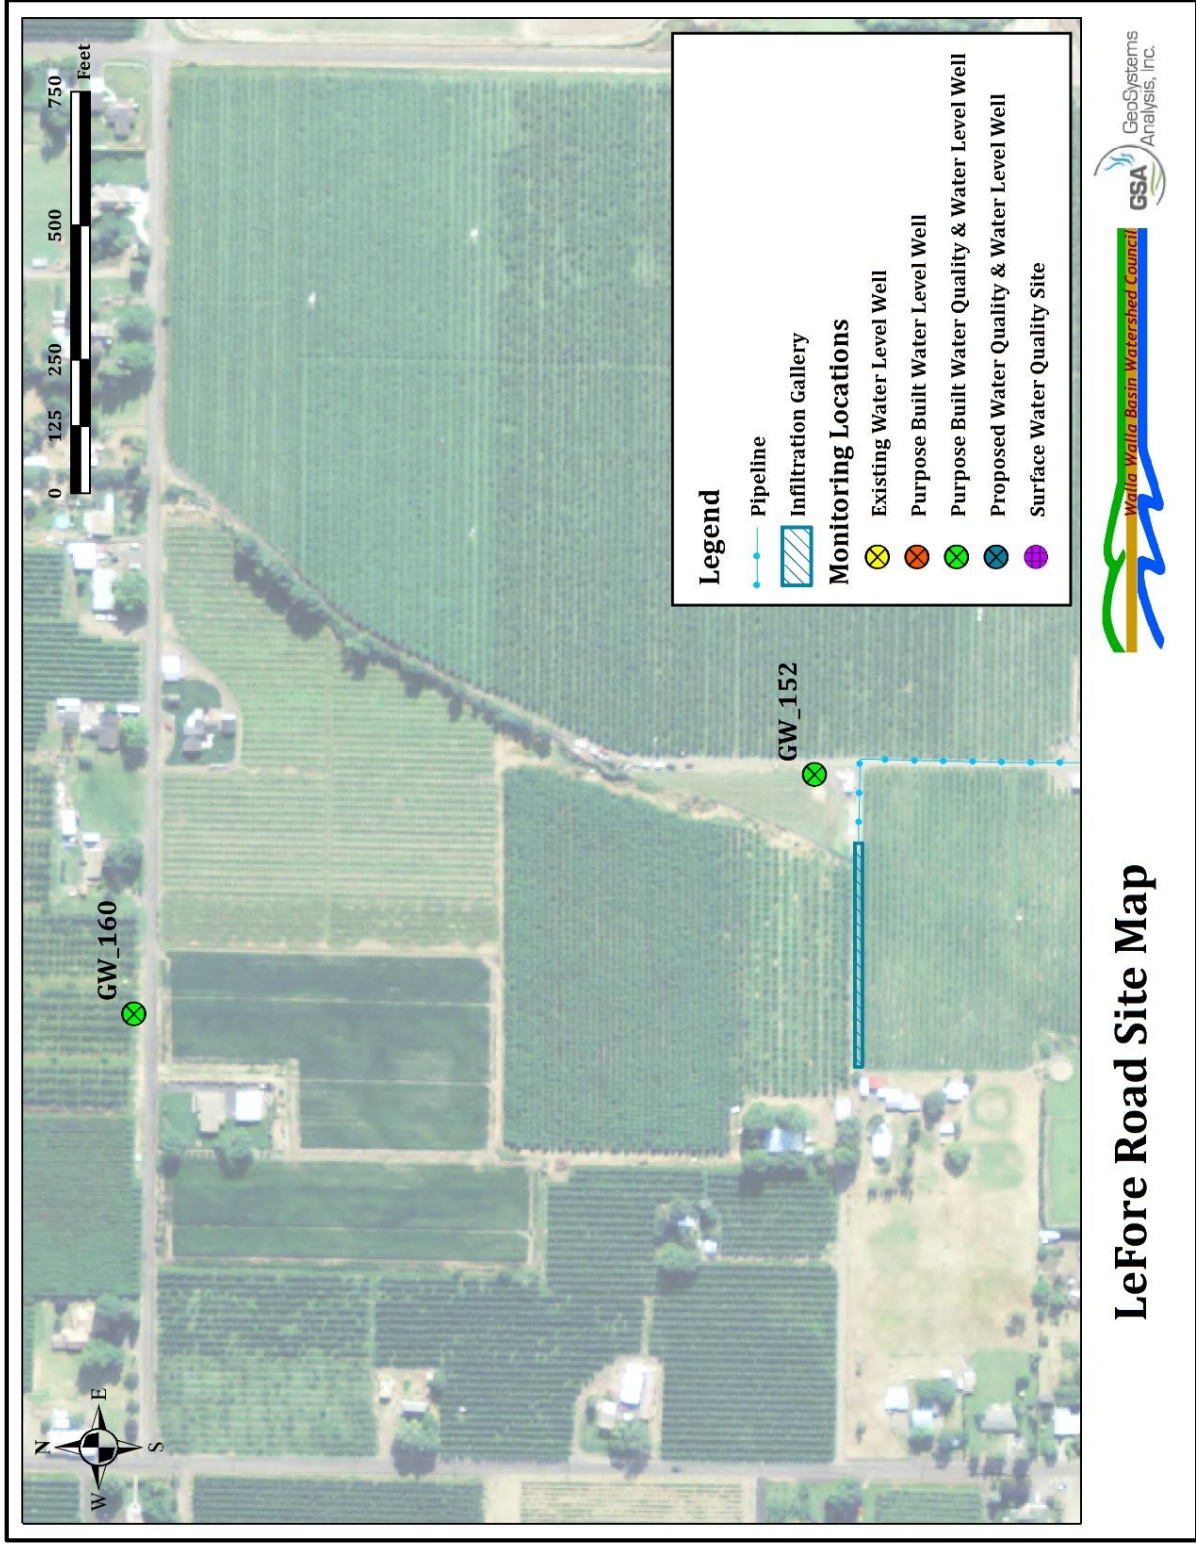 N
W
E
S
GW_160
GW_152
0 125 250 500 750
Feet
Legend
Pipeline
Infiltration Gallery
Monitoring Locations
Existing Water Level Well
Purpose Built Water Level Well
Purpose Built Water Quality & Water Level Well
Proposed Water Quality & Water Level Well
Surface Water Quality Site
LeFore Road Site Map
Walla Walla Basin Watershed Council
GSA
GeoSystems
Analysis, Inc.